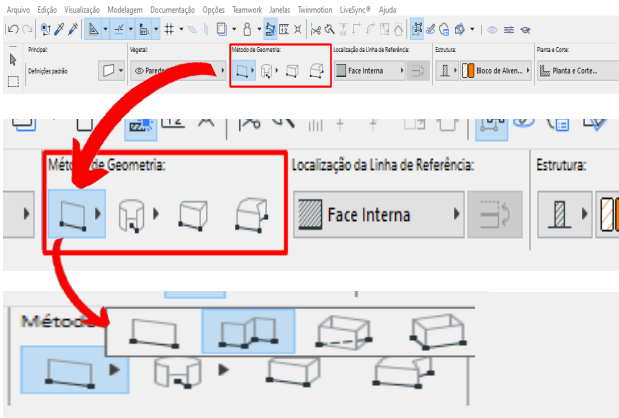 Arquivo Edição Visualização Modelagem Documentação Opções Teamwork Janelas Twinmotion LiveSync® Ajuda
Principal: Vegetal: Método de Geometria: Localização da Linha de Referência: Estrutura: Planta e Corte:
Definições padrão Face Interna Bloco de Alven... Planta e Corte...
Método de Geometria: Localização da Linha de Referência: Estrutura:
Face Interna
Método